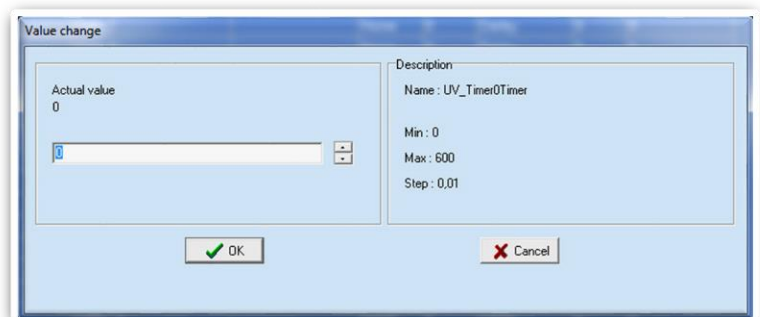 Value change
Actual value
0
0
Description
Name : UV_Timer0Timer
Min : 0
Max : 600
Step : 0,01
OK
Cancel